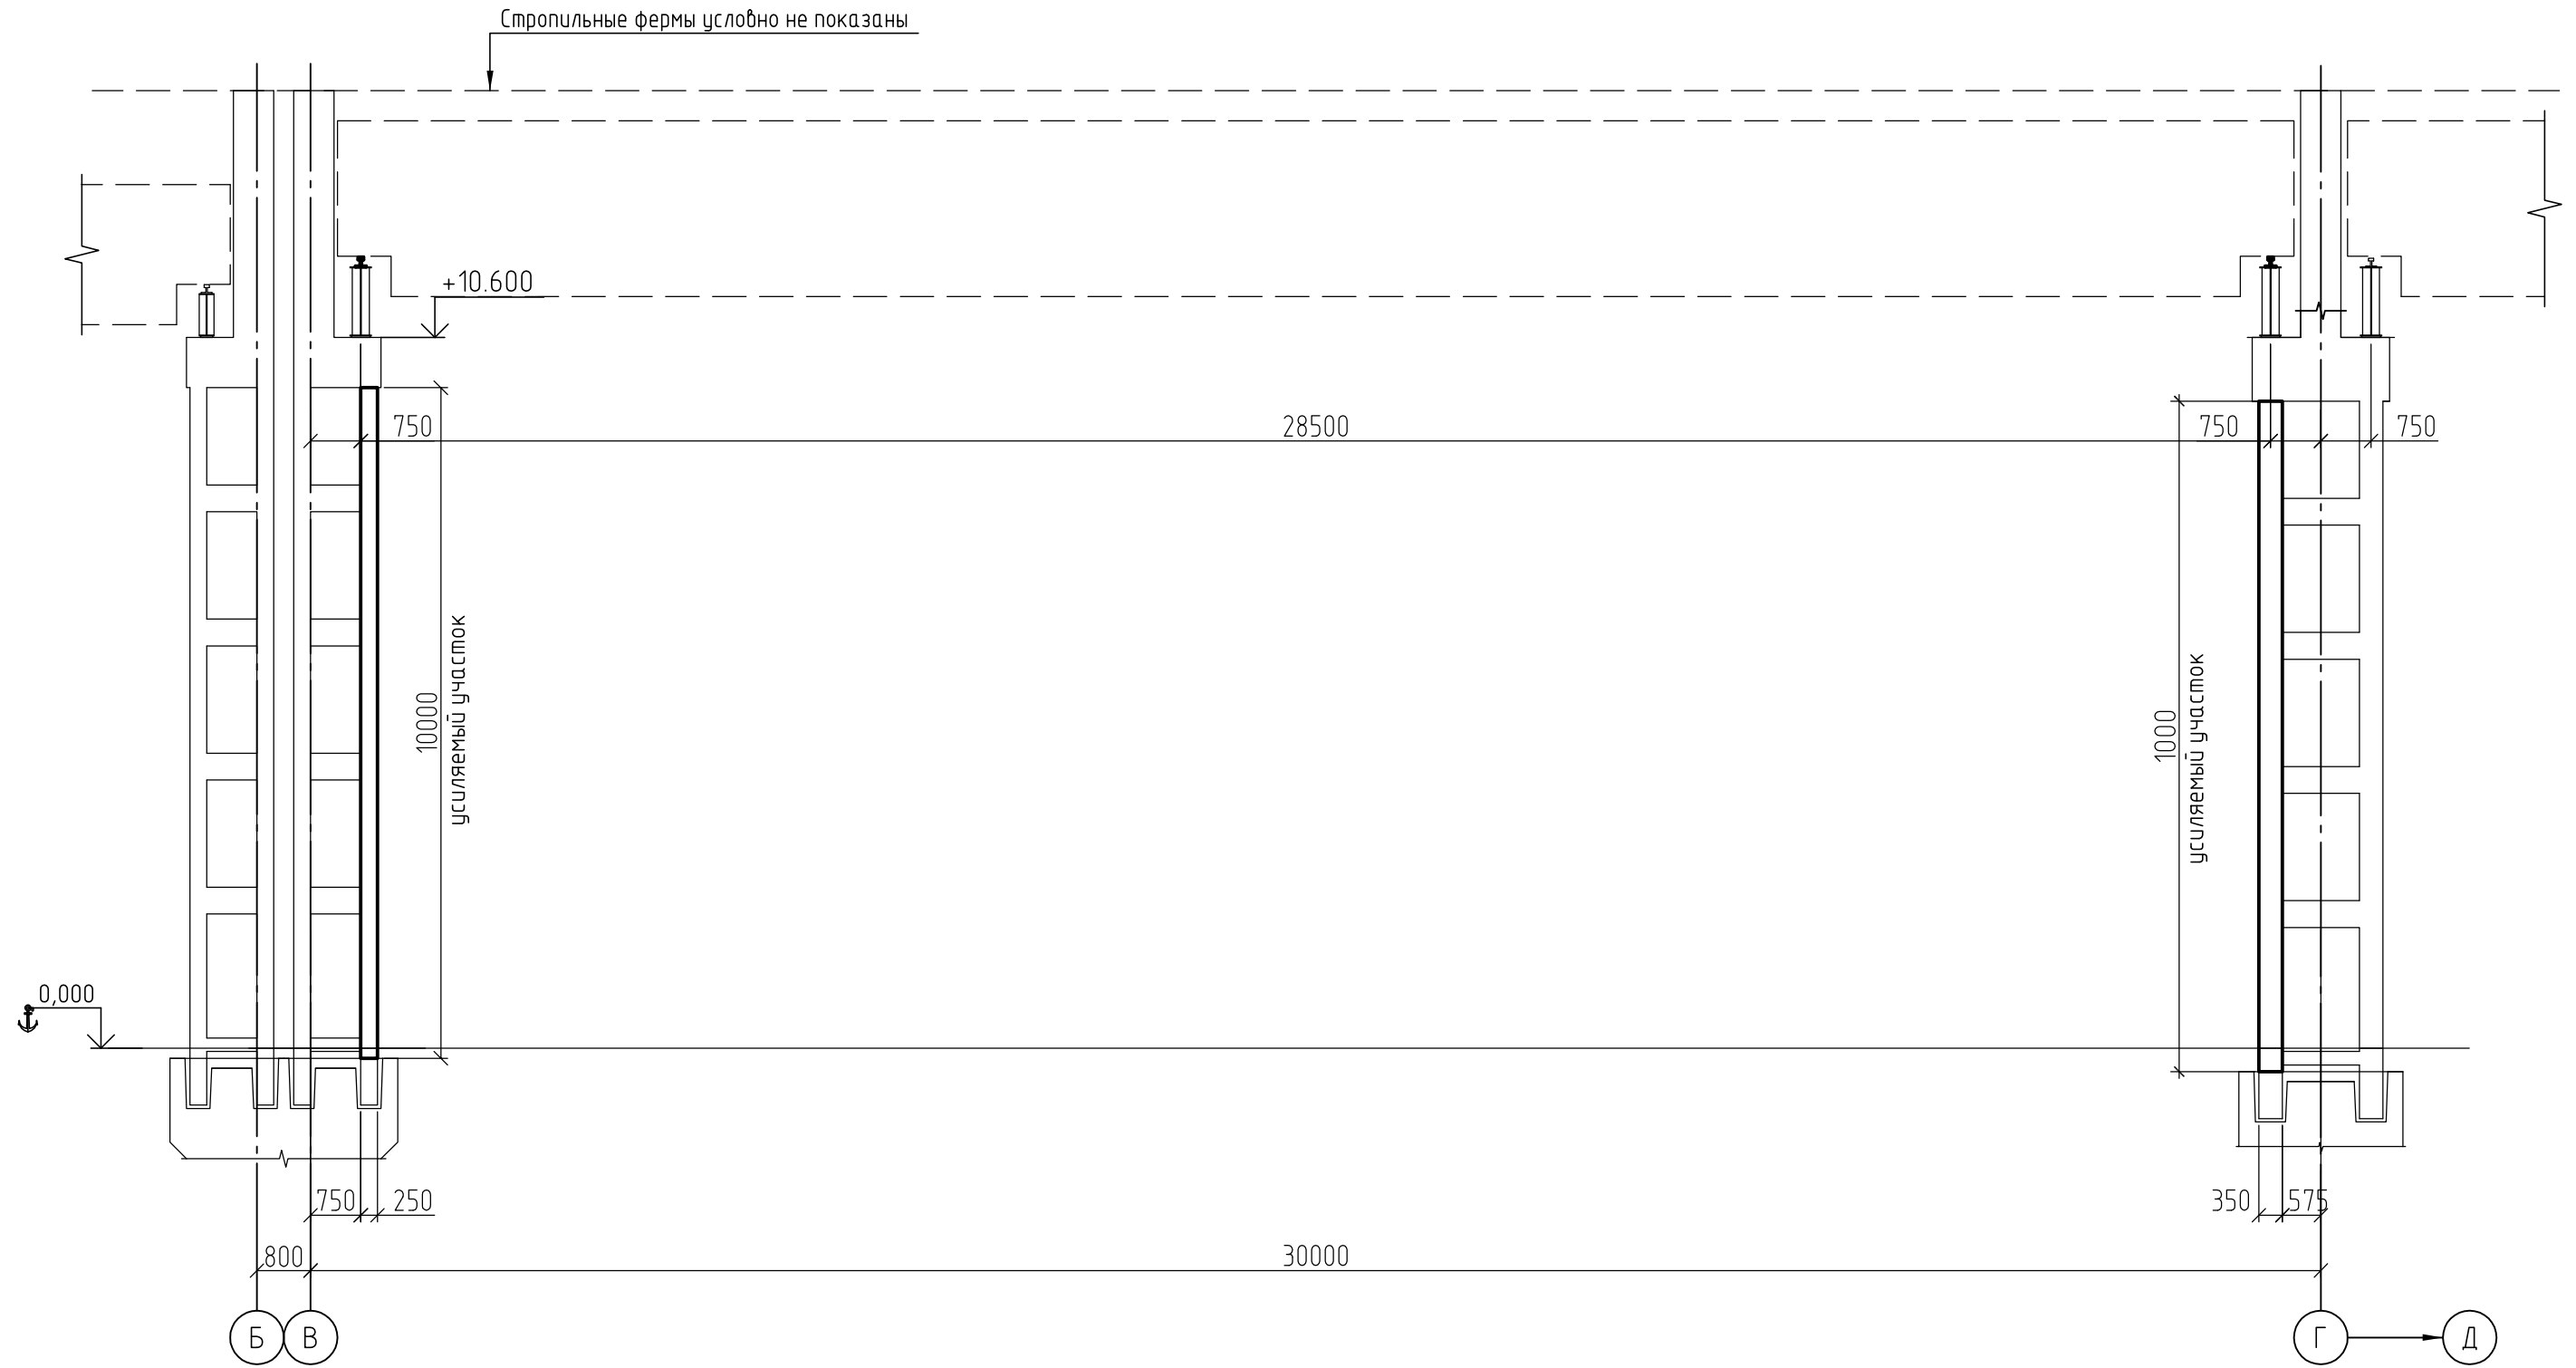 Стропильные фермы условно не показаны
+10.600
750
28500
750
750
10000
усиляемый участок
1000
усиляемый участок
0,000
750
250
350
575
800
30000
Б
В
Г
Д